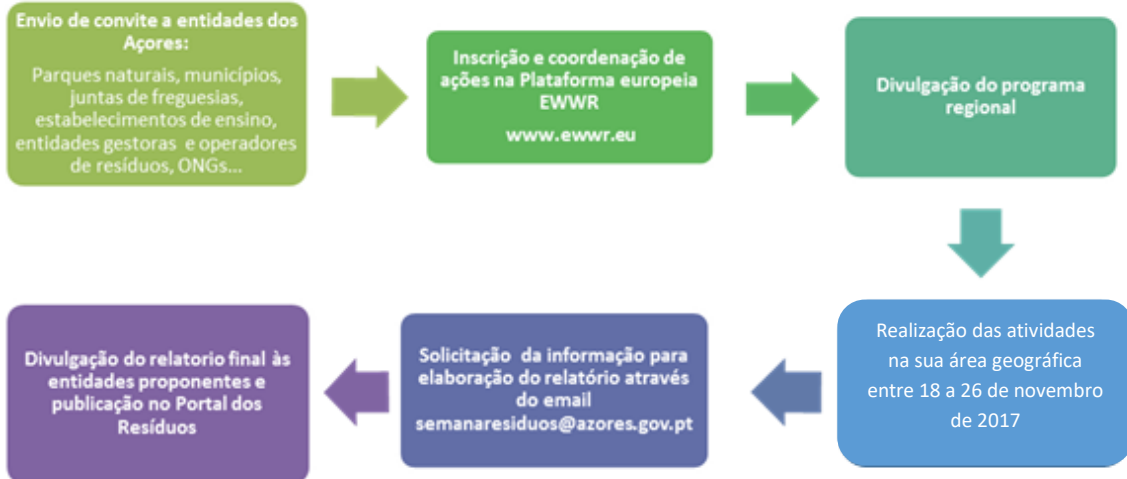 Envio de convite a entidades dos
Açores:
Parques naturais, municípios,
juntas de freguesias,
estabelecimentos de ensino,
entidades gestoras e operadores
de resíduos, ONGs...
Inscrição e coordenação de
ações na Plataforma europeia
EWWR
www.ewwr.eu
Divulgação do programa
regional
Realização das atividades
na sua área geográfica
entre 18 a 26 de novembro
de 2017
Solicitação da informação para
elaboração do relatório através
do email
semanaresiduos@azores.gov.pt
Divulgação do relatorio final às
entidades proponentes e
publicação no Portal dos
Resíduos